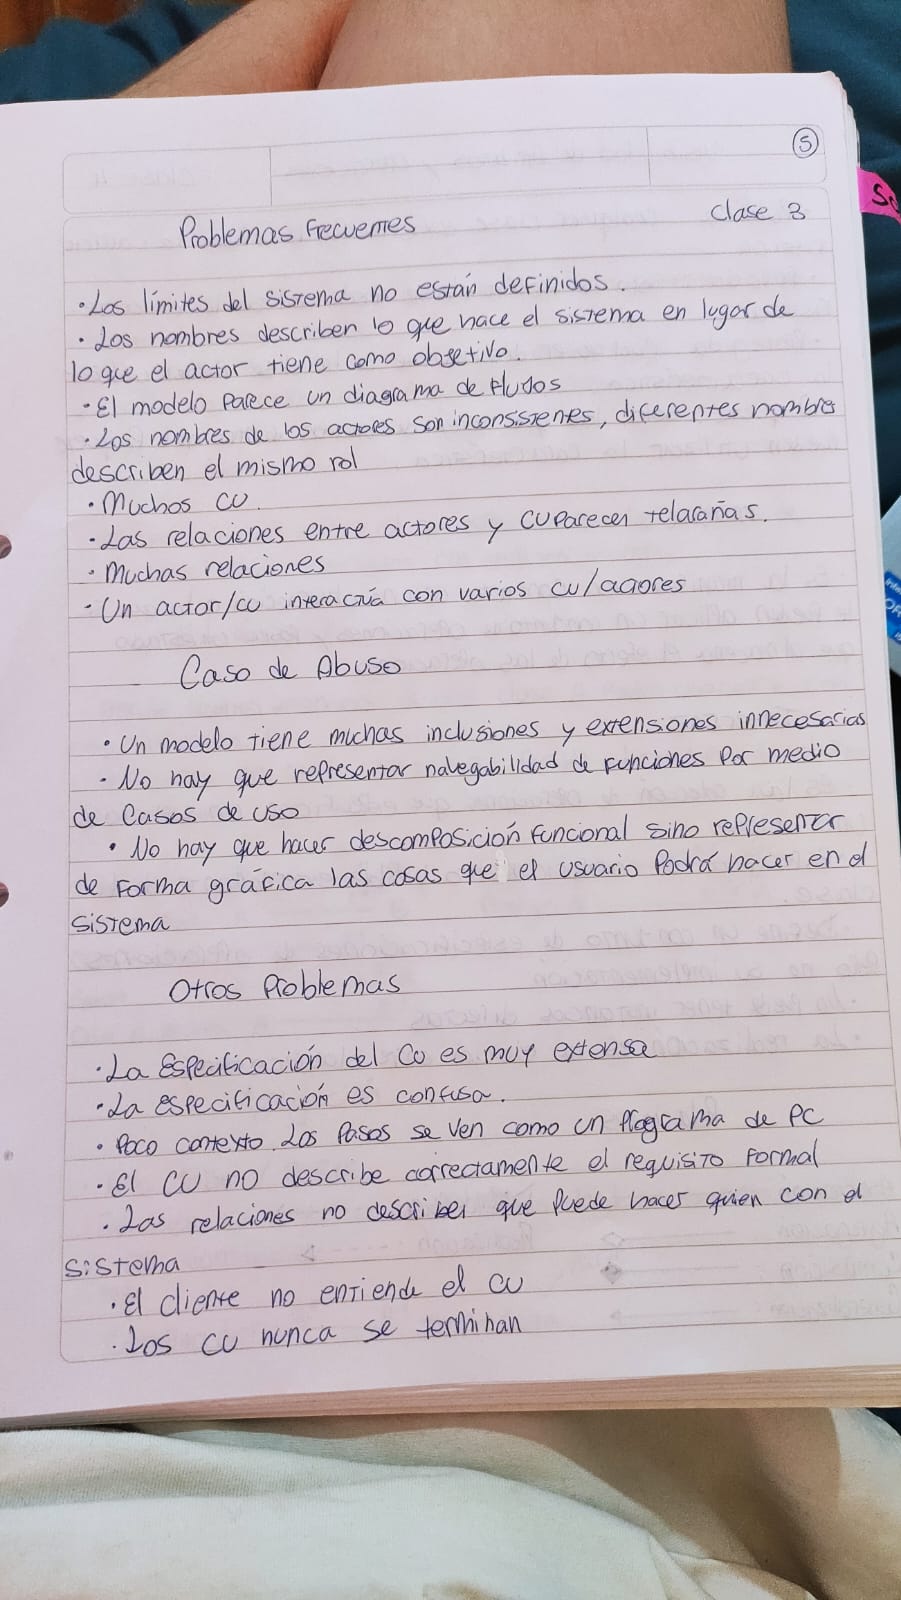 5
Problemas Frecuentes
Clase 3
• Los límites del sistema no están definidos.
• Los nombres describen lo que hace el sistema en lugar de
lo que el actor tiene como objetivo.
• El modelo parece un diagrama de fludos
• Los nombres de los actores son inconsistenes, diferentes nombres
describen el mismo rol
• Muchos CU.
• Las relaciones entre actores y CU parecen telarañas.
• Muchas relaciones
• Un actor/cu interactúa con varios cu/actores
Caso de Abuso
• Un modelo tiene muchas inclusiones y extensiones innecesarias
• No hay que representar navegabilidad de funciones por medio
de Casos de uso
• No hay que hacer descomposición funcional sino representar
de forma gráfica las cosas que el usuario podrá hacer en el
sistema
Otros Problemas
• La Especificación del CU es muy extensa
• La especificación es confusa.
• Poco contexto. Los pasos se ven como un programa de PC
• El CU no describe correctamente el requisito formal
• Las relaciones no describen que puede hacer quien con el
sistema
• El cliente no entiende el cu
• Los CU nunca se terminan